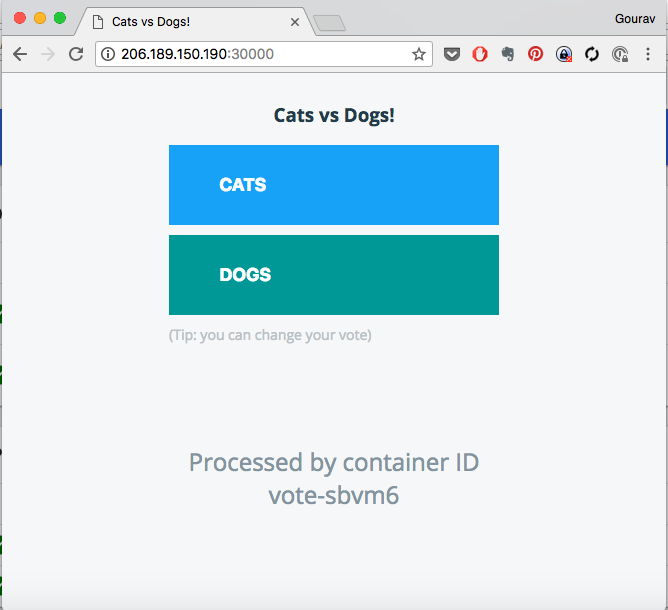 Cats vs Dogs!
Gourav
206.189.150.190:30000
Cats vs Dogs!
CATS
DOGS
(Tip: you can change your vote)
Processed by container ID
vote-sbvm6